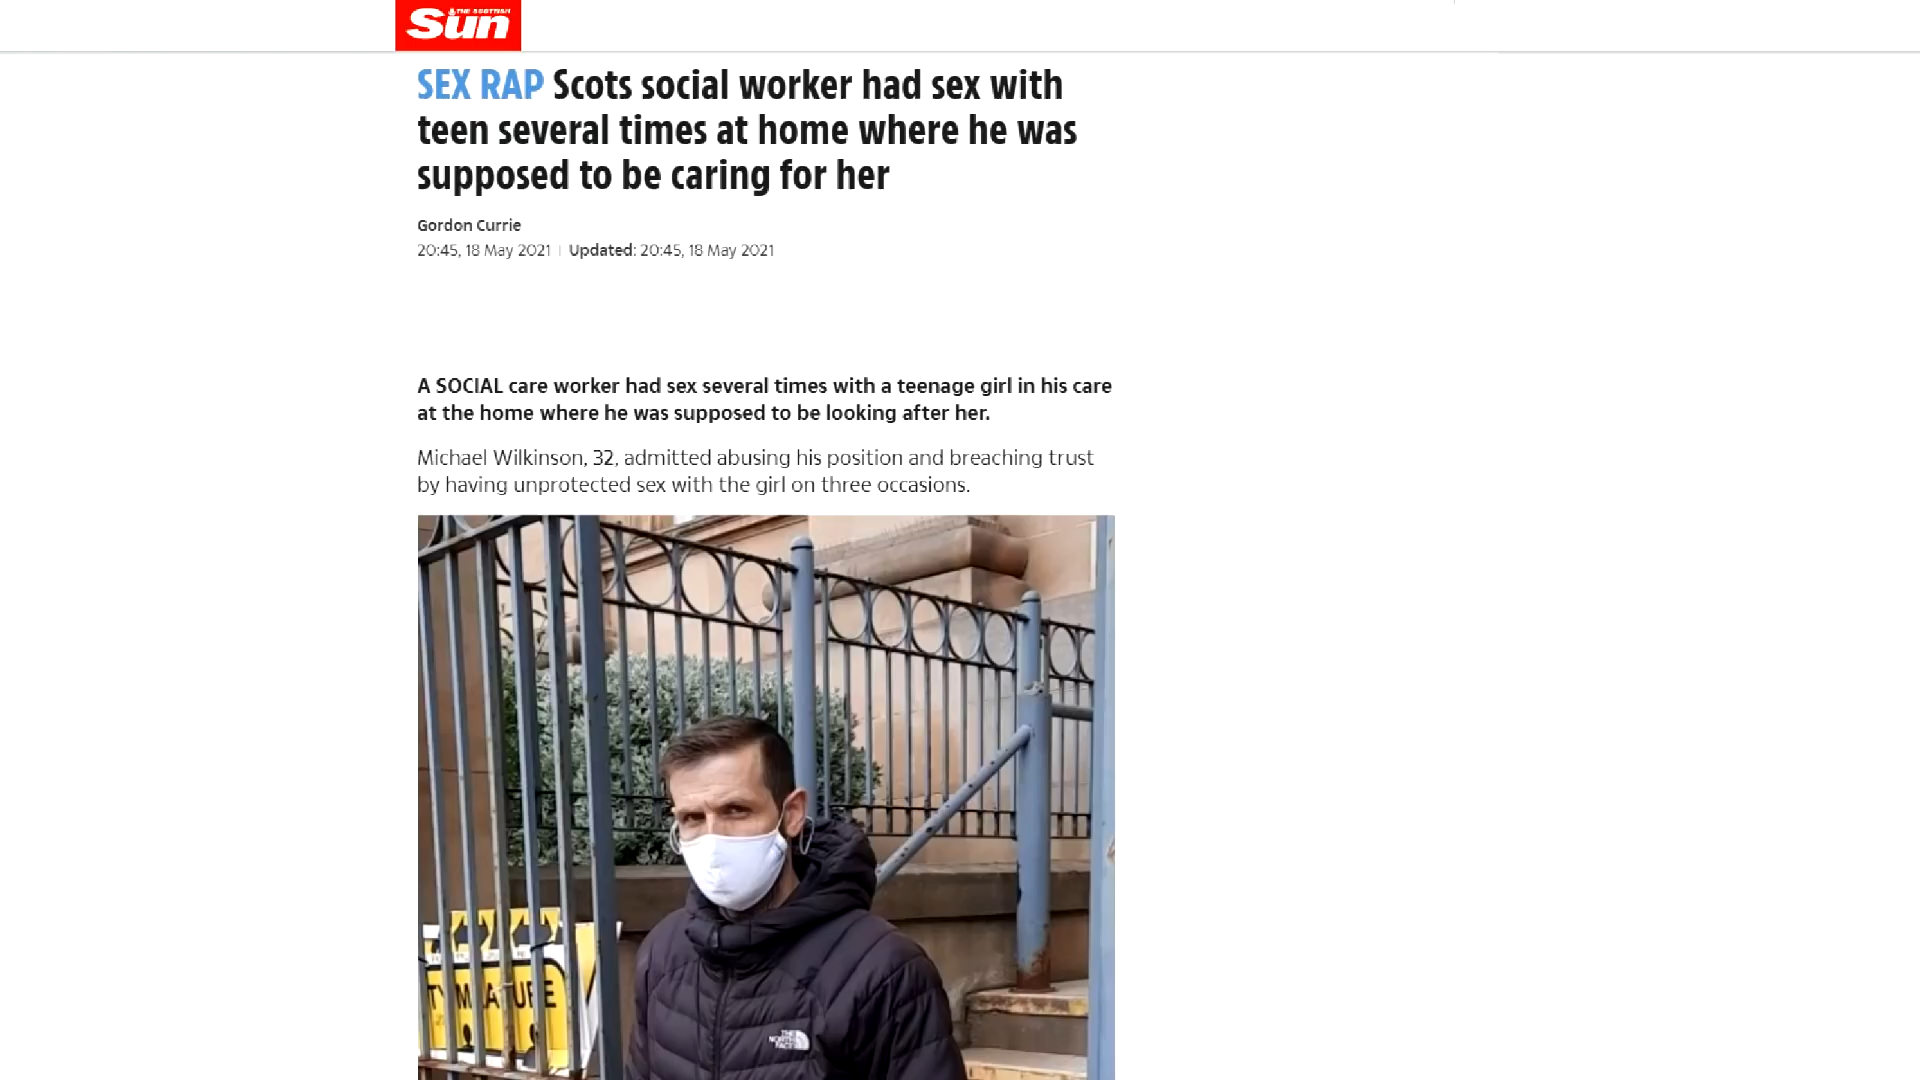 THE SCOTTISH
Sun
SEX RAP Scots social worker had sex with
teen several times at home where he was
supposed to be caring for her
Gordon Currie
20:45, 18 May 2021 | Updated: 20:45, 18 May 2021
A SOCIAL care worker had sex several times with a teenage girl in his care
at the home where he was supposed to be looking after her.
Michael Wilkinson, 32, admitted abusing his position and breaching trust
by having unprotected sex with the girl on three occasions.
THE
NORTH
FACE